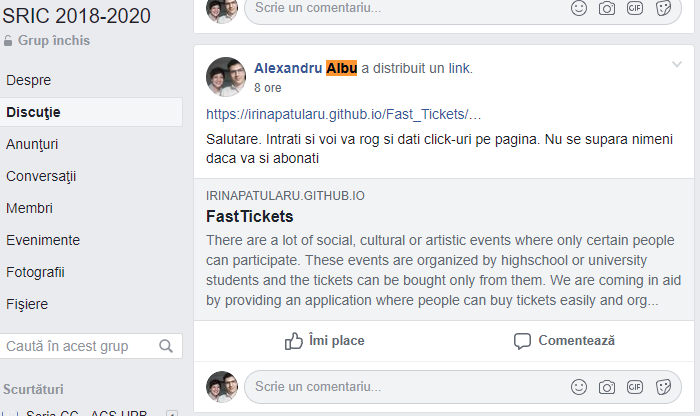 SRIC 2018-2020
Grup închis
Despre
Discuţie
Anunţuri
Conversaţii
Membri
Evenimente
Fotografii
Fişiere
Caută în acest grup
Scurtături
Seria CC - ACS UPB
Scrie un comentariu...
GIF
Alexandru Albu a distribuit un link.
8 ore
https://irinapatularu.github.io/Fast_Tickets/…
Salutare. Intrati si voi va rog si dati click-uri pe pagina. Nu se supara nimeni
daca va si abonati
IRINAPATULARU.GITHUB.IO
FastTickets
There are a lot of social, cultural or artistic events where only certain people
can participate. These events are organized by highschool or university
students and the tickets can be bought only from them. We are coming in aid
by providing an application where people can buy tickets easily and org...
Îmi place
Comentează
Scrie un comentariu...
GIF